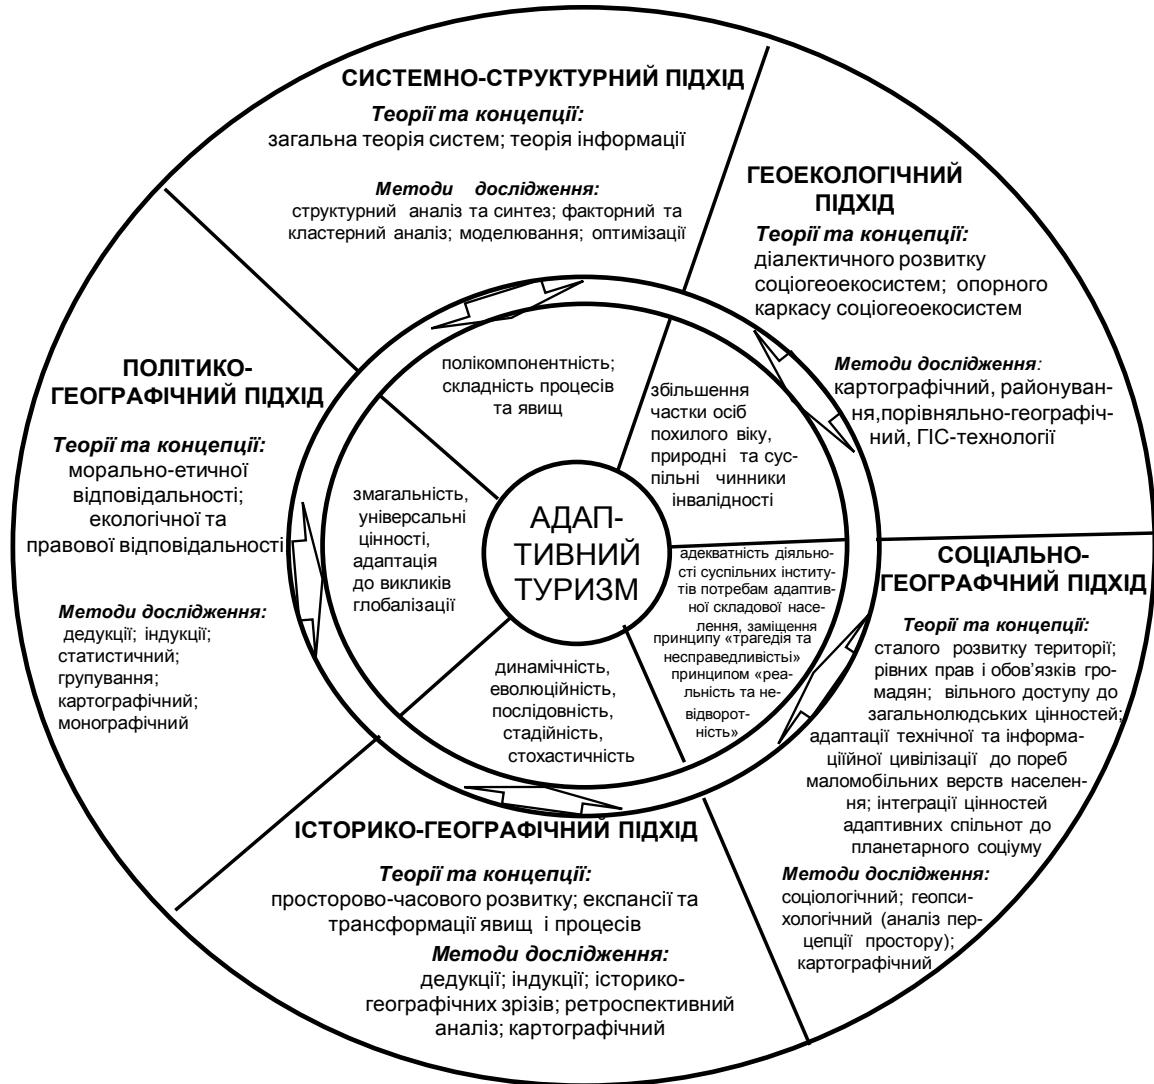 СИСТЕМНО-СТРУКТУРНИЙ ПІДХІД
Теорії та концепції:
загальна теорія систем; теорія інформації
Методи дослідження:
структурний аналіз та синтез; факторний та
кластерний аналіз; моделювання; оптимізації
ГЕОЕКОЛОГІЧНИЙ
ПІДХІД
Теорії та концепції:
діалектичного розвитку
соціогеоекосистем; опорного
каркасу соціогеоекосистем
Методи дослідження:
картографічний, районуван-
ня,порівняльно-географіч-
ний, ГІС-технології
ПОЛІТИКО-
ГЕОГРАФІЧНИЙ ПІДХІД
Теорії та концепції:
морально-етичної
відповідальності;
екологічної та
правової відповідальності
Методи дослідження:
дедукції; індукції;
статистичний;
групування;
картографічний;
монографічний
полікомпонентність;
складність процесів
та явищ
збільшення
частки осіб
похилого віку,
природні та сус-
пільні чинники
інвалідності
змагальність,
універсальні
цінності,
адаптація
до викликів
глобалізації
АДАП-
ТИВНИЙ
ТУРИЗМ
адекватність діяльно-
сті суспільних інститу-
тів потребам адаптив-
ної складової насе-
лення, заміщення
принципу «трагедія та
несправедливістьі»
принципом «реа-
льність та не-
відворот-
ність»
динамічність,
еволюційність,
послідовність,
стадійність,
стохастичність
СОЦІАЛЬНО-
ГЕОГРАФЧНИЙ ПІДХІД
Теорії та концепції:
сталого розвитку території;
рівних прав і обов’язків гро-
мадян; вільного доступу до
загальнолюдських цінностей;
адаптації технічної та інформа-
ціййної цивілізації до пореб
маломобільних верств населен-
ня; інтеграції цінностей
адаптивних спільнот до
планетарного соціуму
Методи дослідження:
соціологічний; геопси-
хологічний (аналіз пер-
цепції простору);
картографічний
ІСТОРИКО-ГЕОГРАФІЧНИЙ ПІДХІД
Теорії та концепції:
просторово-часового розвитку; експансії та
трансформації явищ і процесів
Методи дослідження:
дедукції; індукції; історико-
географічних зрізів; ретроспективний
аналіз; картографічний